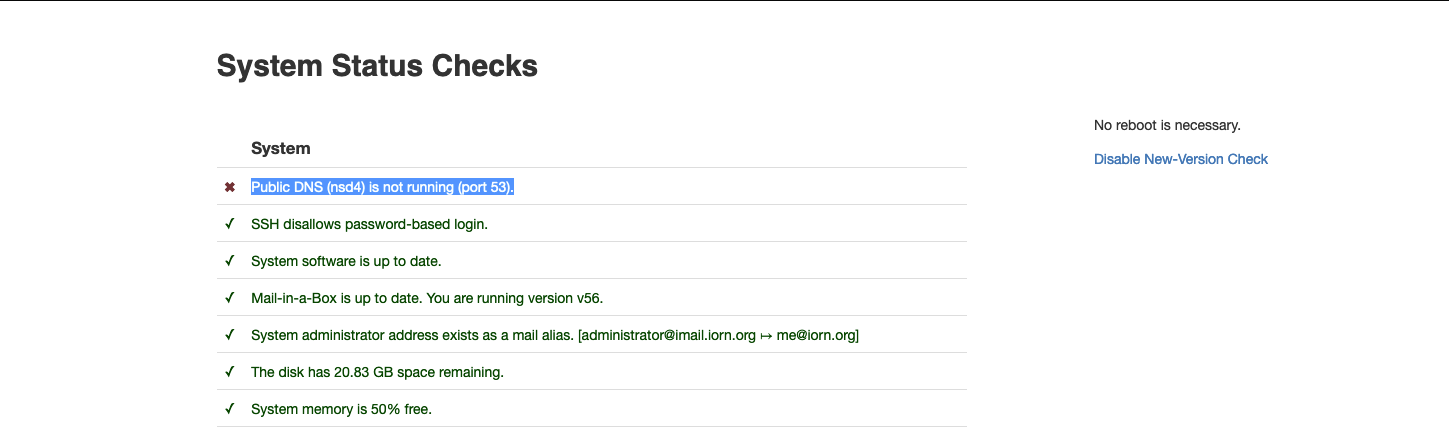 System Status Checks
No reboot is necessary.
Disable New-Version Check
System
✖ Public DNS (nsd4) is not running (port 53).
✓ SSH disallows password-based login.
✓ System software is up to date.
✓ Mail-in-a-Box is up to date. You are running version v56.
✓ System administrator address exists as a mail alias. [administrator@imail.iorn.org ↦ me@iorn.org]
✓ The disk has 20.83 GB space remaining.
✓ System memory is 50% free.